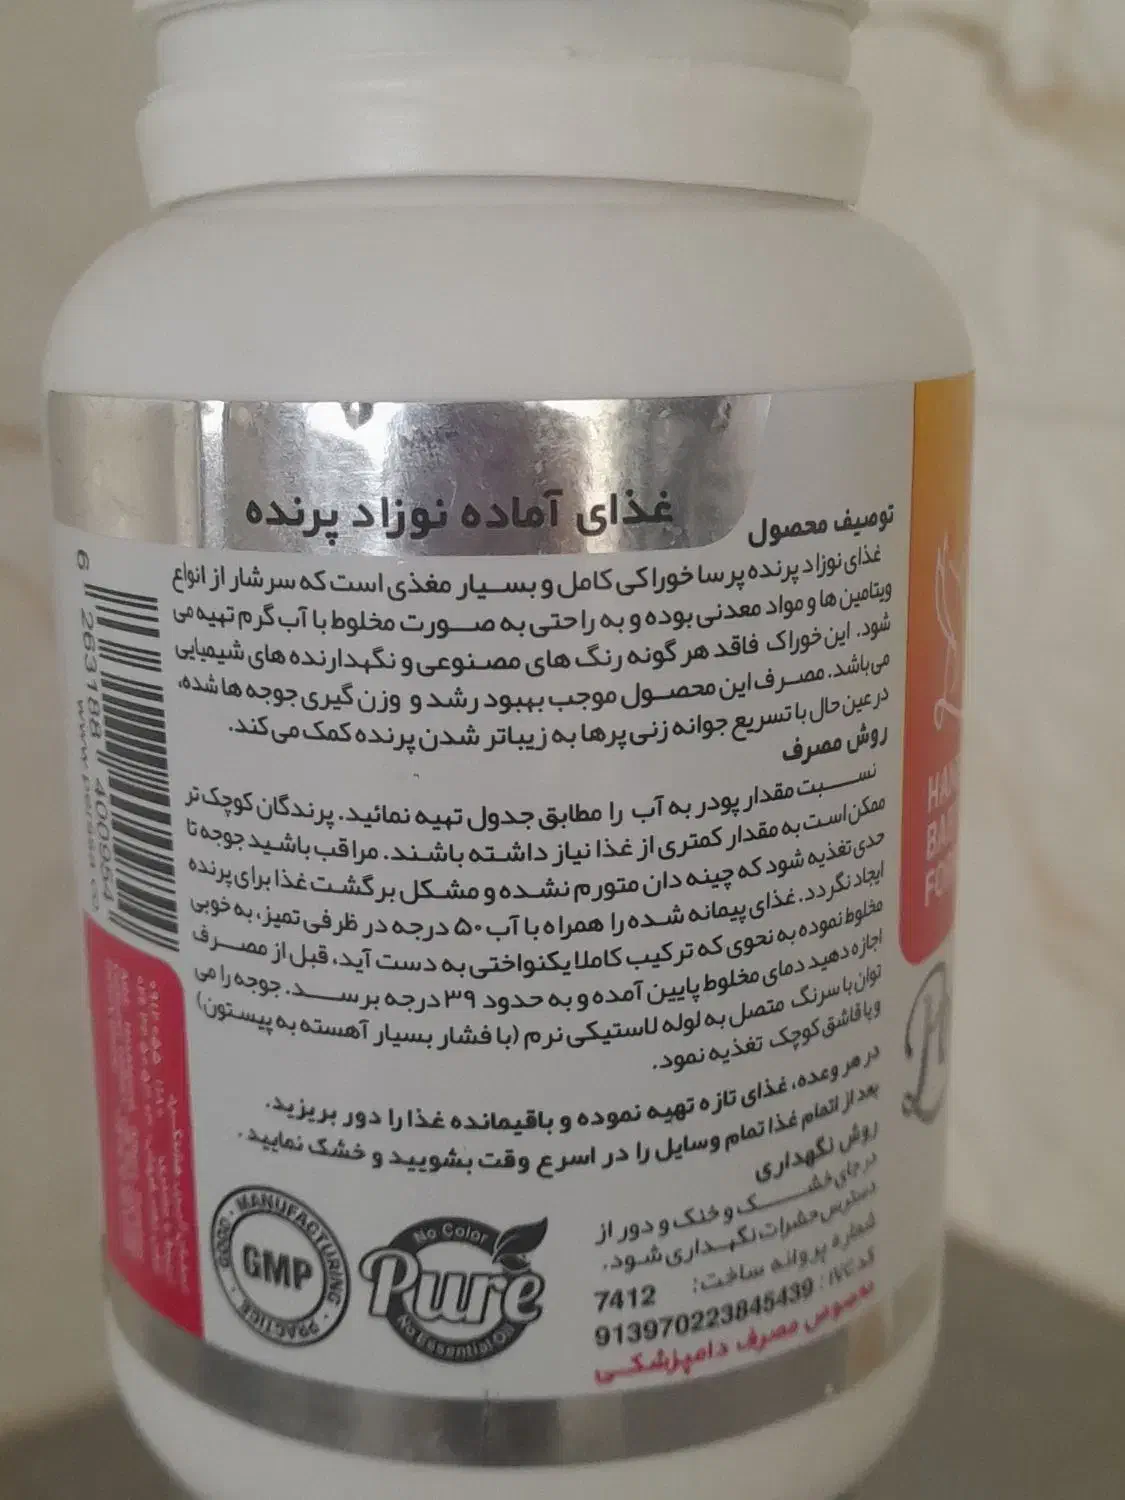 غذای آماده نوزاد پرنده
توصیف محصول
غذای نوزاد پرنده پرسا خوراکی کامل و بسیار مغذی است که سرشار از انواع
ویتامین ها و مواد معدنی بوده و به راحتی به صورت مخلوط با آب گرم تهیه می
شود. این خوراک فاقد هر گونه رنگ های مصنوعی و نگهدارنده های شیمیایی
می باشد. مصرف این محصول موجب بهبود رشد و وزن گیری جوجه ها شده،
در عین حال با تسریع جوانه زنی پرها به زیباتر شدن پرنده کمک می کند.
روش مصرف
نسبت مقدار پودر به آب را مطابق جدول تهیه نمائید. پرندگان کوچک تر
ممکن است به مقدار کمتری از غذا نیاز داشته باشند. مراقب باشید جوجه تا
حدی تغذیه شود که چینه دان متورم نشده و مشکل برگشت غذا برای پرنده
ایجاد نگردد. غذای پیمانه شده را همراه با آب ۵۰ درجه در ظرفی تمیز، به خوبی
مخلوط نموده به نحوی که ترکیب کاملا یکنواختی به دست آید، قبل از مصرف
اجازه دهید دمای مخلوط پایین آمده و به حدود ۳۹ درجه برسد. جوجه را می
توان با سرنگ متصل به لوله لاستیکی نرم (با فشار بسیار آهسته به پیستون)
و یا قاشق کوچک تغذیه نمود.
در هر وعده، غذای تازه تهیه نموده و باقیمانده غذا را دور بریزید.
بعد از اتمام غذا تمام وسایل را در اسرع وقت بشویید و خشک نمایید.
روش نگهداری
در جای خشک و خنک و دور از
دسترس حشرات نگهداری شود.
شماره پروانه ساخت: 7412
کد IVC: 913970223845439
مخصوص مصرف دامپزشکی
GOOD · MANUFACTURING · PRACTICE
GMP
No Color
Pure
6 263188 400954